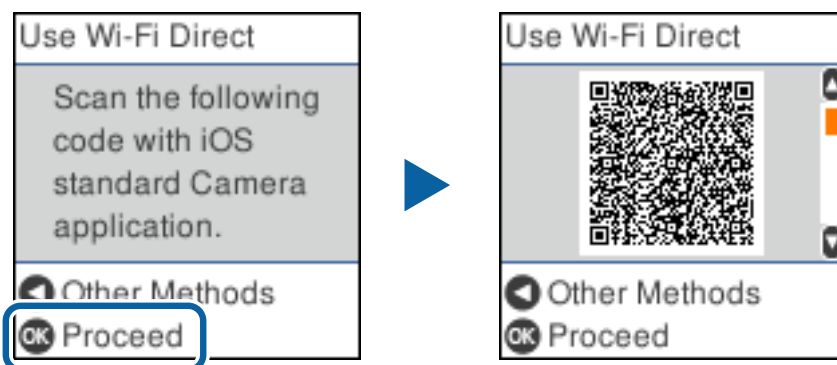 Use Wi-Fi Direct
Scan the following
code with iOS
standard Camera
application.
Other Methods
OK Proceed
Use Wi-Fi Direct
Other Methods
OK Proceed